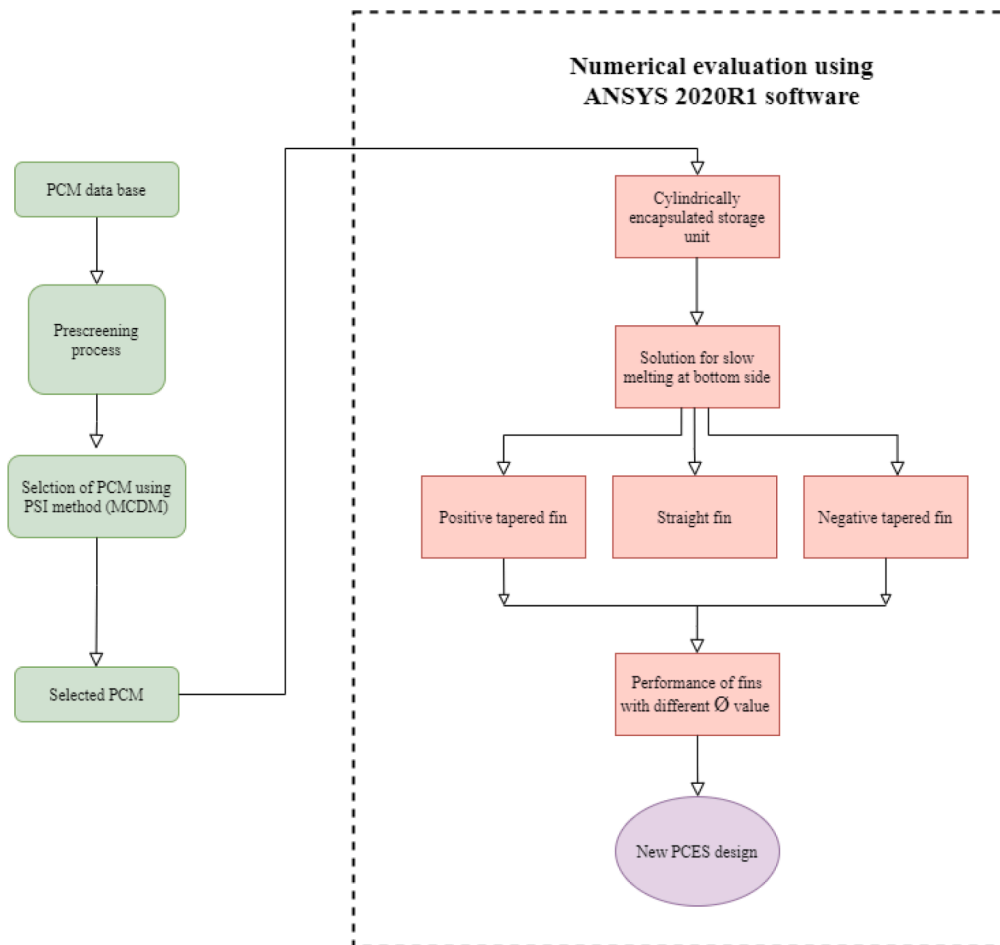 Numerical evaluation using
ANSYS 2020R1 software
PCM data base
Prescreening
process
Selction of PCM using
PSI method (MCDM)
Selected PCM
Cylindrically
encapsulated storage
unit
Solution for slow
melting at bottom side
Positive tapered fin
Straight fin
Negative tapered fin
Performance of fins
with different Ø value
New PCES design